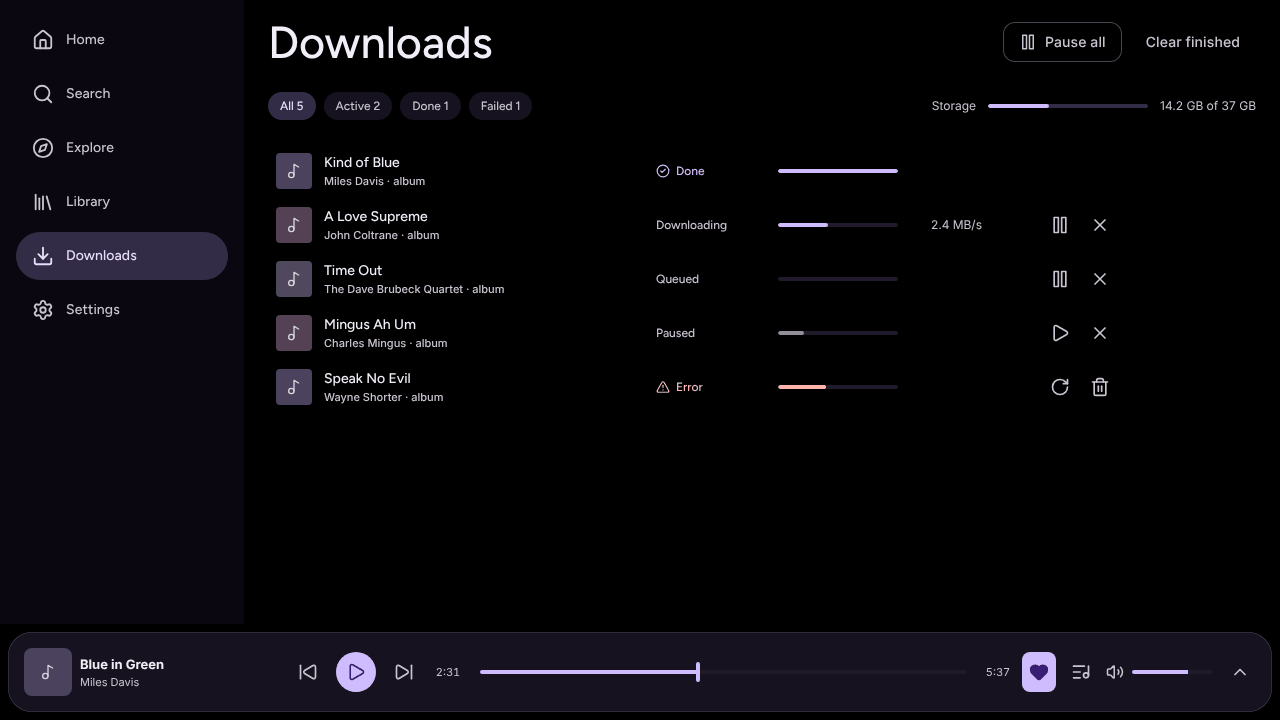 Home
Search
Explore
Library
Downloads
Settings
Downloads
Pause all
Clear finished
All 5
Active 2
Done 1
Failed 1
Storage
14.2 GB of 37 GB
Kind of Blue
Miles Davis · album
Done
A Love Supreme
John Coltrane · album
Downloading
2.4 MB/s
Time Out
The Dave Brubeck Quartet · album
Queued
Mingus Ah Um
Charles Mingus · album
Paused
Speak No Evil
Wayne Shorter · album
Error
Blue in Green
Miles Davis
2:31
5:37